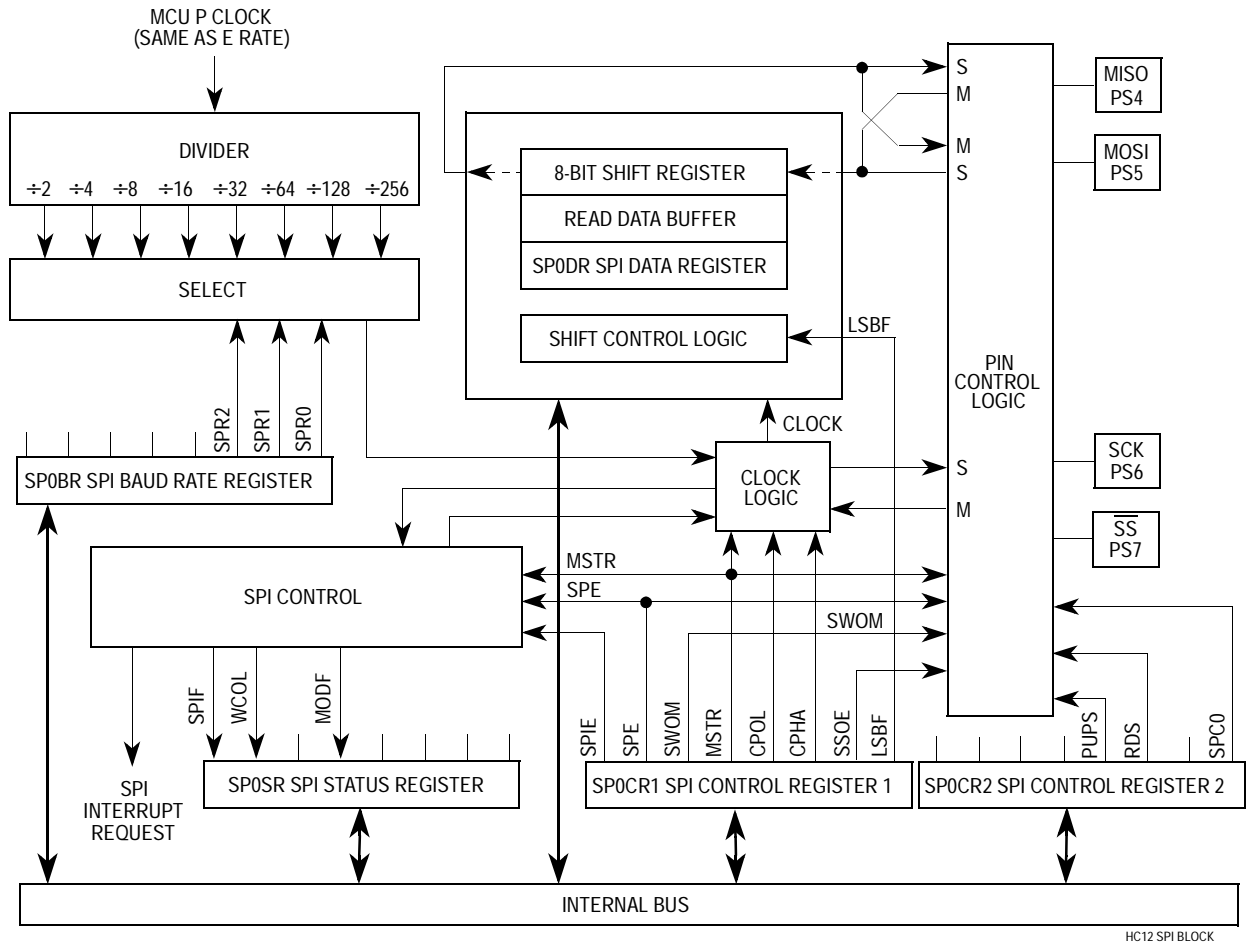 MCU P CLOCK
(SAME AS E RATE)
DIVIDER
÷2 ÷4 ÷8 ÷16 ÷32 ÷64 ÷128 ÷256
SELECT
SPR2
SPR1
SPR0
SP0BR SPI BAUD RATE REGISTER
8-BIT SHIFT REGISTER
READ DATA BUFFER
SP0DR SPI DATA REGISTER
SHIFT CONTROL LOGIC
LSBF
CLOCK
CLOCK
LOGIC
S
M
M
S
PIN
CONTROL
LOGIC
S
M
MISO
PS4
MOSI
PS5
SCK
PS6
SS
PS7
SPI CONTROL
MSTR
SPE
SWOM
SPIF
WCOL
MODF
SPI
INTERRUPT
REQUEST
SP0SR SPI STATUS REGISTER
SPIE
SPE
SWOM
MSTR
CPOL
CPHA
SSOE
LSBF
SP0CR1 SPI CONTROL REGISTER 1
PUPS
RDS
SPC0
SP0CR2 SPI CONTROL REGISTER 2
INTERNAL BUS
HC12 SPI BLOCK